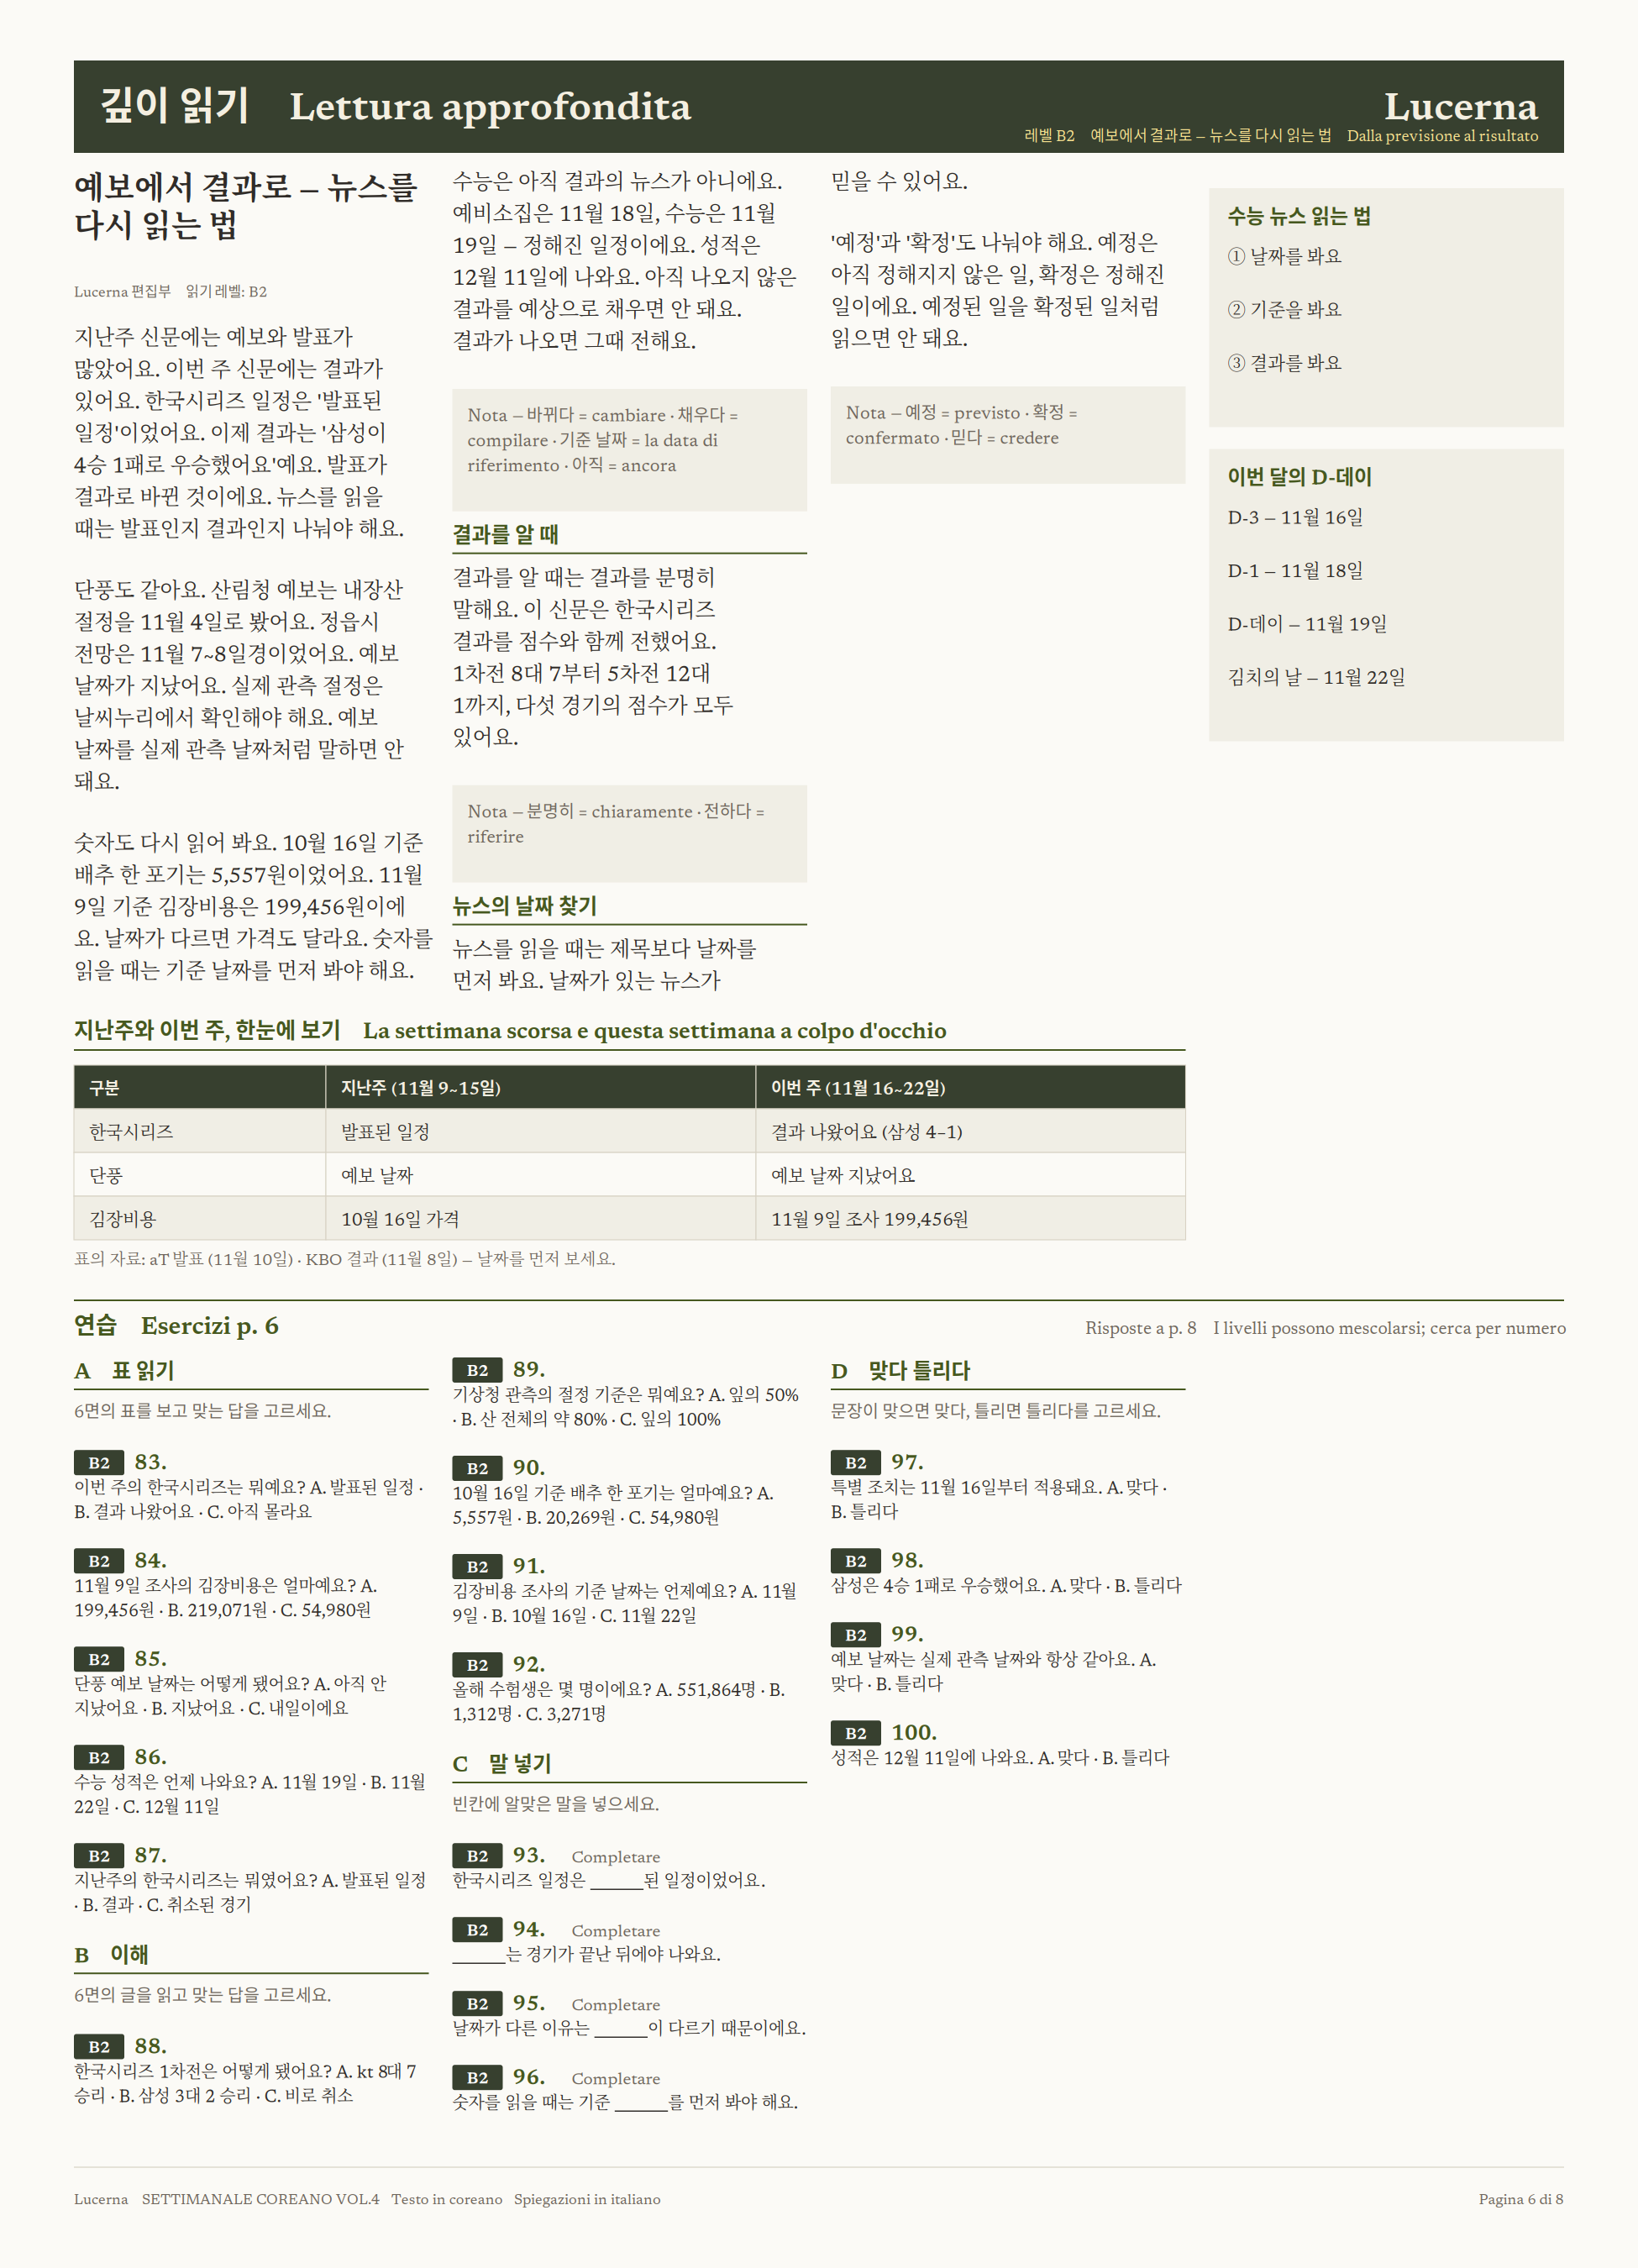 깊이 읽기 Lettura approfondita
Lucerna
레벨 B2 예보에서 결과로 – 뉴스를 다시 읽는 법 Dalla previsione al risultato
예보에서 결과로 – 뉴스를
다시 읽는 법
Lucerna 편집부 읽기 레벨: B2
지난주 신문에는 예보와 발표가
많았어요. 이번 주 신문에는 결과가
있어요. 한국시리즈 일정은 '발표된
일정'이었어요. 이제 결과는 '삼성이
4승 1패로 우승했어요'예요. 발표가
결과로 바뀐 것이에요. 뉴스를 읽을
때는 발표인지 결과인지 나눠야 해요.
단풍도 같아요. 산림청 예보는 내장산
절정을 11월 4일로 봤어요. 정읍시
전망은 11월 7~8일경이었어요. 예보
날짜가 지났어요. 실제 관측 절정은
날씨누리에서 확인해야 해요. 예보
날짜를 실제 관측 날짜처럼 말하면 안
돼요.
숫자도 다시 읽어 봐요. 10월 16일 기준
배추 한 포기는 5,557원이었어요. 11월
9일 기준 김장비용은 199,456원이에
요. 날짜가 다르면 가격도 달라요. 숫자를
읽을 때는 기준 날짜를 먼저 봐야 해요.
수능은 아직 결과의 뉴스가 아니에요.
예비소집은 11월 18일, 수능은 11월
19일 – 정해진 일정이에요. 성적은
12월 11일에 나와요. 아직 나오지 않은
결과를 예상으로 채우면 안 돼요.
결과가 나오면 그때 전해요.
Nota – 바뀌다 = cambiare · 채우다 =
compilare · 기준 날짜 = la data di
riferimento · 아직 = ancora
결과를 알 때
결과를 알 때는 결과를 분명히
말해요. 이 신문은 한국시리즈
결과를 점수와 함께 전했어요.
1차전 8대 7부터 5차전 12대
1까지, 다섯 경기의 점수가 모두
있어요.
Nota – 분명히 = chiaramente · 전하다 =
riferire
뉴스의 날짜 찾기
뉴스를 읽을 때는 제목보다 날짜를
먼저 봐요. 날짜가 있는 뉴스가
믿을 수 있어요.
'예정'과 '확정'도 나눠야 해요. 예정은
아직 정해지지 않은 일, 확정은 정해진
일이에요. 예정된 일을 확정된 일처럼
읽으면 안 돼요.
Nota – 예정 = previsto · 확정 =
confermato · 믿다 = credere
수능 뉴스 읽는 법
① 날짜를 봐요
② 기준을 봐요
③ 결과를 봐요
이번 달의 D-데이
D-3 – 11월 16일
D-1 – 11월 18일
D-데이 – 11월 19일
김치의 날 – 11월 22일
지난주와 이번 주, 한눈에 보기 La settimana scorsa e questa settimana a colpo d'occhio
구분 지난주 (11월 9~15일) 이번 주 (11월 16~22일)
한국시리즈 발표된 일정 결과 나왔어요 (삼성 4–1)
단풍 예보 날짜 예보 날짜 지났어요
김장비용 10월 16일 가격 11월 9일 조사 199,456원
표의 자료: aT 발표 (11월 10일) · KBO 결과 (11월 8일) – 날짜를 먼저 보세요.
연습 Esercizi p. 6
Risposte a p. 8 I livelli possono mescolarsi; cerca per numero
A 표 읽기
6면의 표를 보고 맞는 답을 고르세요.
B2 83.
이번 주의 한국시리즈는 뭐예요? A. 발표된 일정 ·
B. 결과 나왔어요 · C. 아직 몰라요
B2 84.
11월 9일 조사의 김장비용은 얼마예요? A.
199,456원 · B. 219,071원 · C. 54,980원
B2 85.
단풍 예보 날짜는 어떻게 됐어요? A. 아직 안
지났어요 · B. 지났어요 · C. 내일이에요
B2 86.
수능 성적은 언제 나와요? A. 11월 19일 · B. 11월
22일 · C. 12월 11일
B2 87.
지난주의 한국시리즈는 뭐였어요? A. 발표된 일정
· B. 결과 · C. 취소된 경기
B 이해
6면의 글을 읽고 맞는 답을 고르세요.
B2 88.
한국시리즈 1차전은 어떻게 됐어요? A. kt 8대 7
승리 · B. 삼성 3대 2 승리 · C. 비로 취소
B2 89.
기상청 관측의 절정 기준은 뭐예요? A. 잎의 50%
· B. 산 전체의 약 80% · C. 잎의 100%
B2 90.
10월 16일 기준 배추 한 포기는 얼마예요? A.
5,557원 · B. 20,269원 · C. 54,980원
B2 91.
김장비용 조사의 기준 날짜는 언제예요? A. 11월
9일 · B. 10월 16일 · C. 11월 22일
B2 92.
올해 수험생은 몇 명이에요? A. 551,864명 · B.
1,312명 · C. 3,271명
C 말 넣기
빈칸에 알맞은 말을 넣으세요.
B2 93. Completare
한국시리즈 일정은 ______된 일정이었어요.
B2 94. Completare
______는 경기가 끝난 뒤에야 나와요.
B2 95. Completare
날짜가 다른 이유는 ______이 다르기 때문이에요.
B2 96. Completare
숫자를 읽을 때는 기준 ______를 먼저 봐야 해요.
D 맞다 틀리다
문장이 맞으면 맞다, 틀리면 틀리다를 고르세요.
B2 97.
특별 조치는 11월 16일부터 적용돼요. A. 맞다 ·
B. 틀리다
B2 98.
삼성은 4승 1패로 우승했어요. A. 맞다 · B. 틀리다
B2 99.
예보 날짜는 실제 관측 날짜와 항상 같아요. A.
맞다 · B. 틀리다
B2 100.
성적은 12월 11일에 나와요. A. 맞다 · B. 틀리다
Lucerna SETTIMANALE COREANO VOL.4 Testo in coreano Spiegazioni in italiano
Pagina 6 di 8